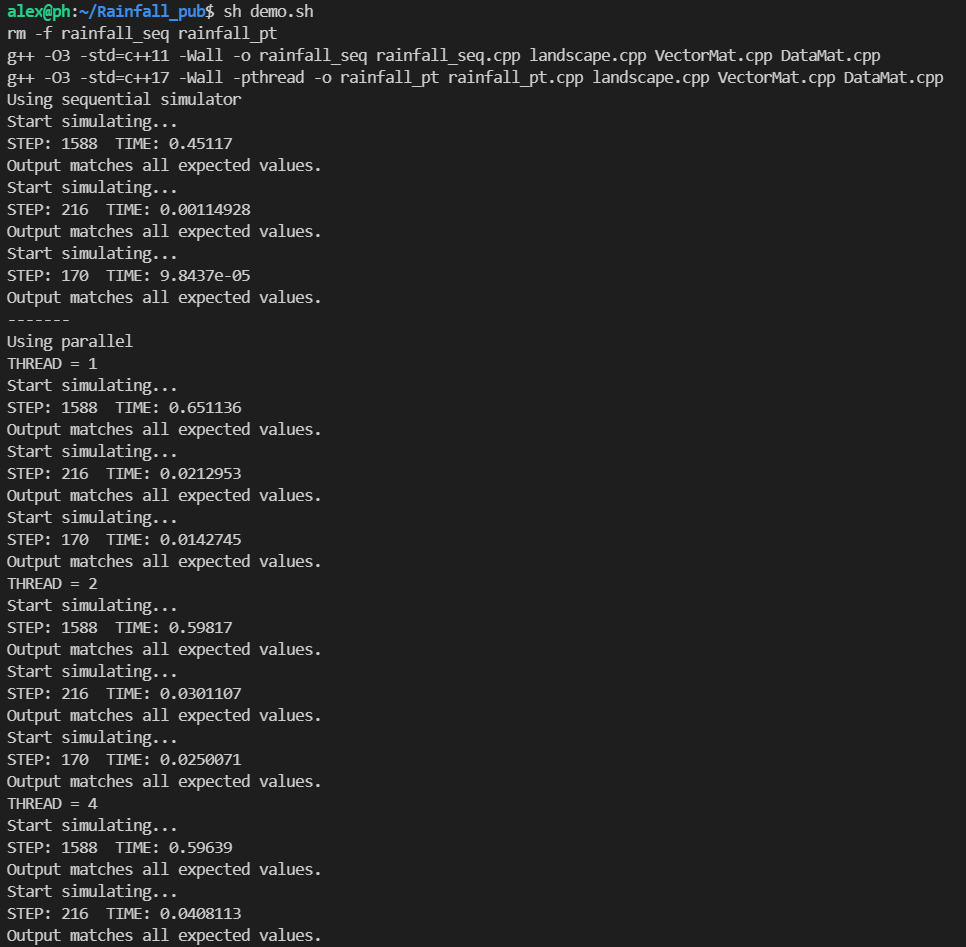 alex@ph:~/Rainfall_pub$ sh demo.sh
rm -f rainfall_seq rainfall_pt
g++ -O3 -std=c++11 -Wall -o rainfall_seq rainfall_seq.cpp landscape.cpp VectorMat.cpp DataMat.cpp
g++ -O3 -std=c++17 -Wall -pthread -o rainfall_pt rainfall_pt.cpp landscape.cpp VectorMat.cpp DataMat.cpp
Using sequential simulator
Start simulating...
STEP: 1588  TIME: 0.45117
Output matches all expected values.
Start simulating...
STEP: 216  TIME: 0.00114928
Output matches all expected values.
Start simulating...
STEP: 170  TIME: 9.8437e-05
Output matches all expected values.
-------
Using parallel
THREAD = 1
Start simulating...
STEP: 1588  TIME: 0.651136
Output matches all expected values.
Start simulating...
STEP: 216  TIME: 0.0212953
Output matches all expected values.
Start simulating...
STEP: 170  TIME: 0.0142745
Output matches all expected values.
THREAD = 2
Start simulating...
STEP: 1588  TIME: 0.59817
Output matches all expected values.
Start simulating...
STEP: 216  TIME: 0.0301107
Output matches all expected values.
Start simulating...
STEP: 170  TIME: 0.0250071
Output matches all expected values.
THREAD = 4
Start simulating...
STEP: 1588  TIME: 0.59639
Output matches all expected values.
Start simulating...
STEP: 216  TIME: 0.0408113
Output matches all expected values.